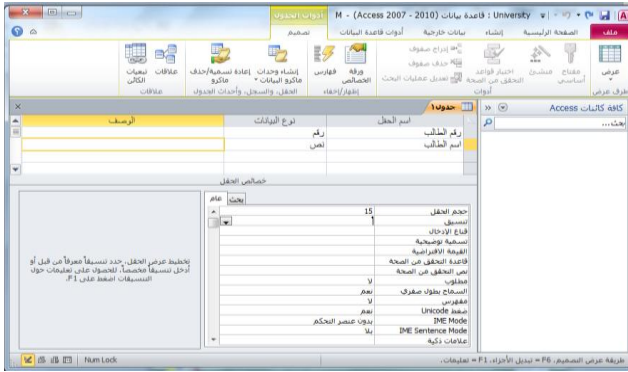 University : قاعدة بيانات (Access 2007 - 2010) - M
أدوات الجدول
ملف
الصفحة الرئيسية
إنشاء
بيانات خارجية
أدوات قاعدة البيانات
تصميم
عرض
مفتاح أساسي
منشئ
اختبار قواعد التحقق من الصحة
إدراج صفوف
حذف صفوف
تعديل عمليات البحث
ورقة الخصائص
فهارس
إنشاء وحدات ماكرو البيانات
إعادة تسمية/حذف ماكرو
علاقات
تبعيات الكائن
طرق عرض
أدوات
إظهار/إخفاء
الحقل، والسجل، وأحداث الجدول
علاقات
كافة كائنات Access
بحث...
جدول1
اسم الحقل
نوع البيانات
الوصف
رقم الطالب
رقم
اسم الطالب
نص
خصائص الحقل
عام
بحث
حجم الحقل
15
تنسيق
قناع الإدخال
تسمية توضيحية
القيمة الافتراضية
قاعدة التحقق من الصحة
نص التحقق من الصحة
مطلوب
لا
السماح بطول صفري
نعم
مفهرس
لا
ضغط Unicode
نعم
IME Mode
بدون عنصر التحكم
IME Sentence Mode
بلا
علامات ذكية
تخطيط عرض الحقل، حدد تنسيقاً معرفاً من قبل أو
أدخل تنسيقاً مخصصاً. للحصول على تعليمات حول
التنسيقات اضغط على F1.
طريقة عرض التصميم. F6 = تبديل الأجزاء. F1 = تعليمات.
Num Lock